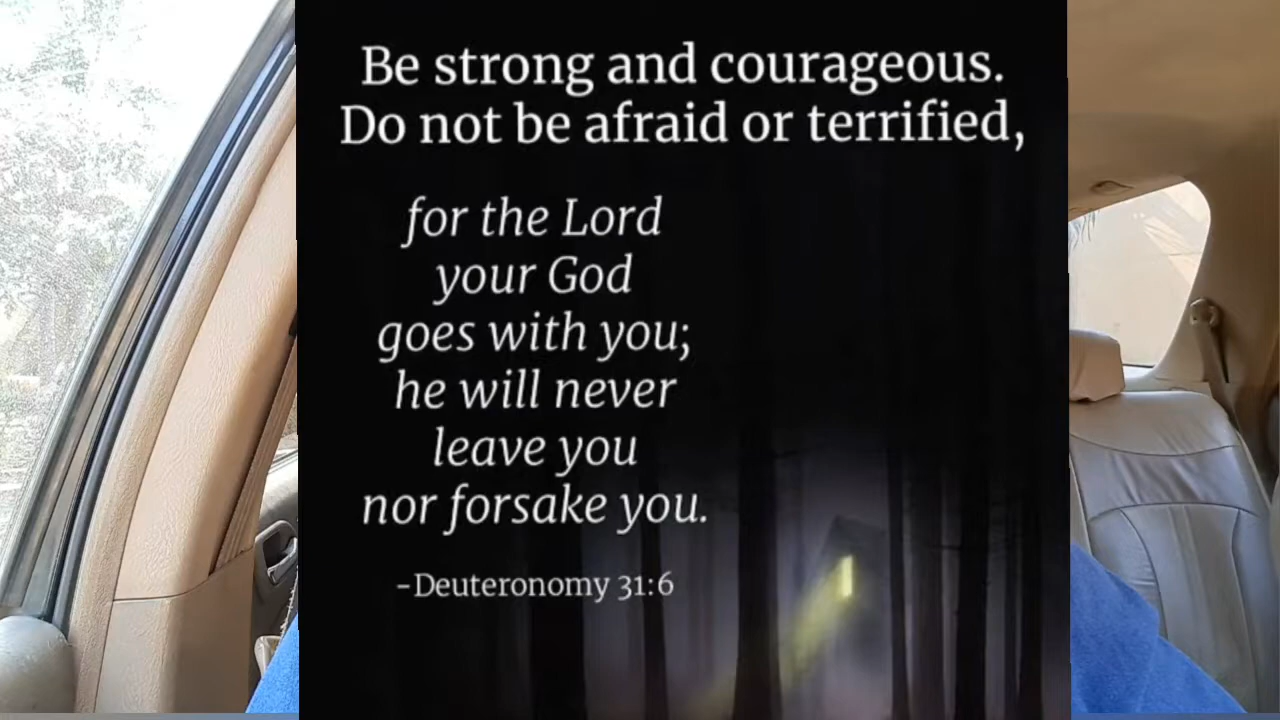 Be strong and courageous.
Do not be afraid or terrified,
for the Lord
your God
goes with you;
he will never
leave you
nor forsake you.
-Deuteronomy 31:6